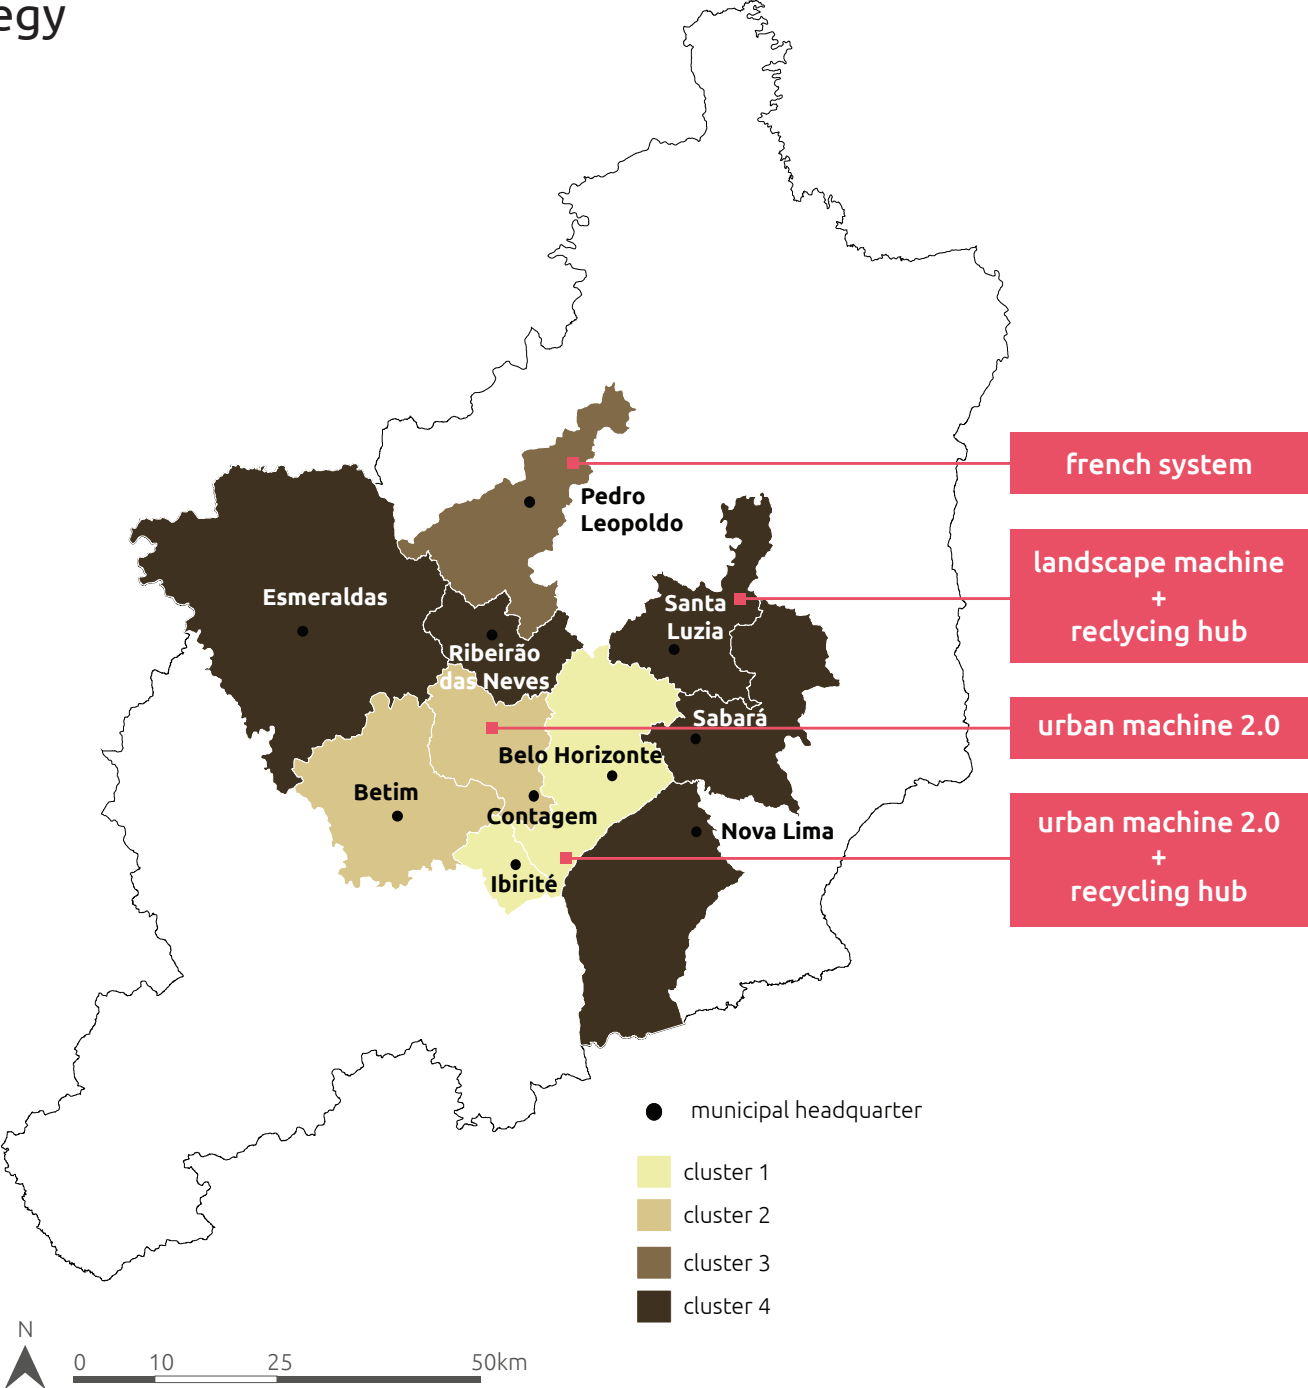 egy
french system
Pedro
Leopoldo
landscape machine
+
reclycing hub
Esmeraldas
Santa
Luzia
Ribeirão
das Neves
Sabará
urban machine 2.0
Belo Horizonte
Betim
Contagem
Nova Lima
urban machine 2.0
+
recycling hub
Ibirité
municipal headquarter
cluster 1
cluster 2
cluster 3
cluster 4
N
0 10 25 50km